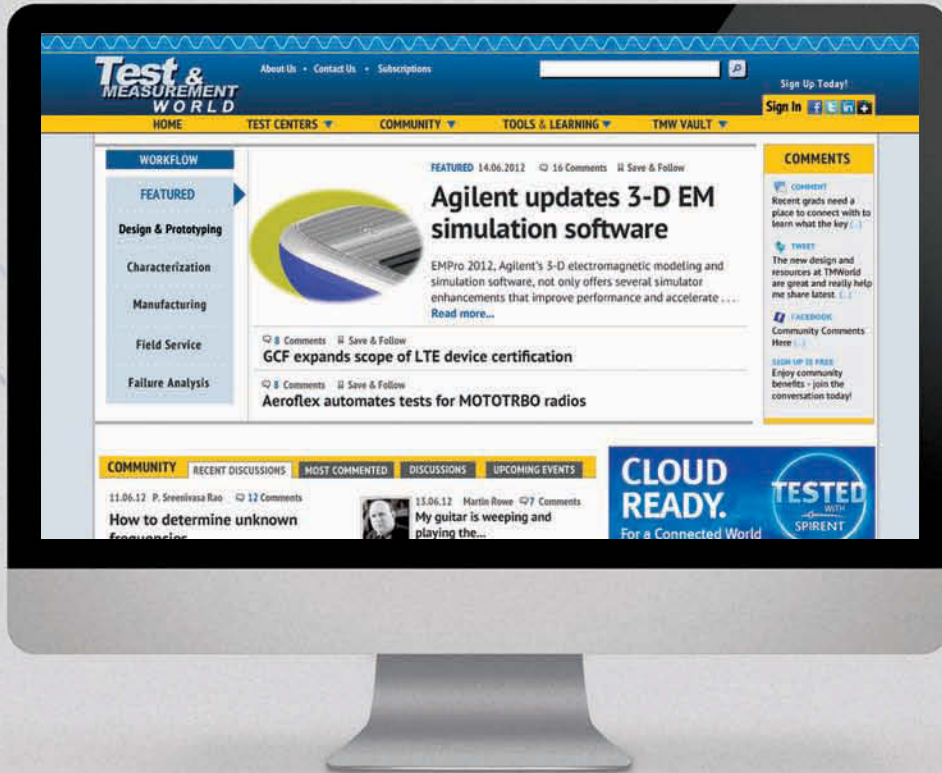 Test &
MEASUREMENT
WORLD
About Us • Contact Us • Subscriptions
Sign Up Today!
Sign In
HOME TEST CENTERS COMMUNITY TOOLS & LEARNING TMW VAULT
WORKFLOW
FEATURED
Design & Prototyping
Characterization
Manufacturing
Field Service
Failure Analysis
FEATURED 14.06.2012 16 Comments Save & Follow
Agilent updates 3-D EM
simulation software
EMPro 2012, Agilent's 3-D electromagnetic modeling and
simulation software, not only offers several simulator
enhancements that improve performance and accelerate . . . .
Read more...
8 Comments Save & Follow
GCF expands scope of LTE device certification
8 Comments Save & Follow
Aeroflex automates tests for MOTOTRBO radios
COMMENTS
COMMENT
Recent grads need a
place to connect with to
learn what the key (...)
TWEET
The new design and
resources at TMWorld
are great and really help
me share latest (...)
FACEBOOK
Community Comments
Here (...)
SIGN UP IS FREE
Enjoy community
benefits - join the
conversation today!
COMMUNITY RECENT DISCUSSIONS MOST COMMENTED DISCUSSIONS UPCOMING EVENTS
11.06.12 P. Sreenivasa Rao 12 Comments
How to determine unknown
frequencies
13.06.12 Martin Rowe 7 Comments
My guitar is weeping and
playing the...
CLOUD
READY.
For a Connected World
TESTED
WITH
SPIRENT